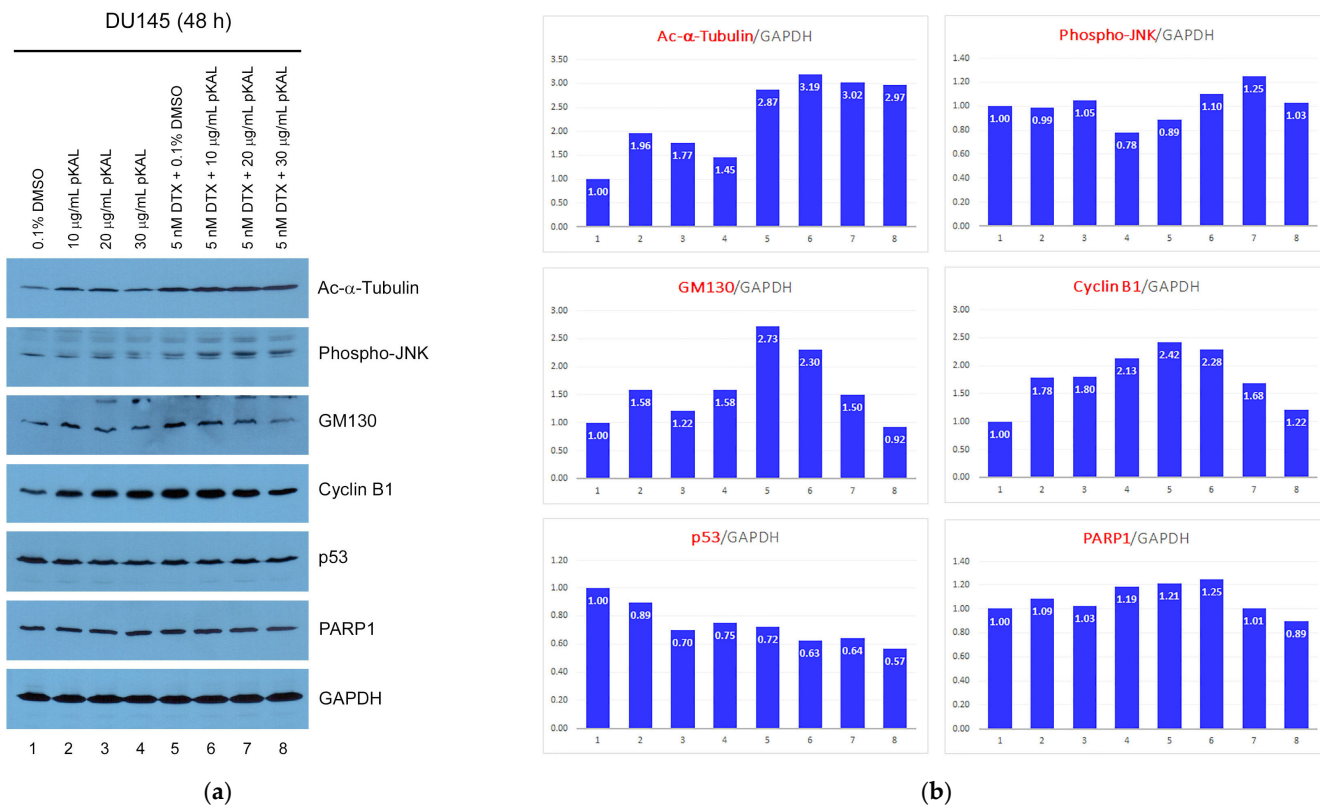 DU145 (48 h)
0.1% DMSO
10 μg/mL pKAL
20 μg/mL pKAL
30 μg/mL pKAL
5 nM DTX + 0.1% DMSO
5 nM DTX + 10 μg/mL pKAL
5 nM DTX + 20 μg/mL pKAL
5 nM DTX + 30 μg/mL pKAL
Ac-α-Tubulin
Phospho-JNK
GM130
Cyclin B1
p53
PARP1
GAPDH
1 2 3 4 5 6 7 8
(a)
Ac-α-Tubulin/GAPDH
3.50
3.00
2.50
2.00
1.50
1.00
0.50
0.00
1.00 1.96 1.77 1.45 2.87 3.19 3.02 2.97
1 2 3 4 5 6 7 8
Phospho-JNK/GAPDH
1.40
1.20
1.00
0.80
0.60
0.40
0.20
0.00
1.00 0.99 1.05 0.78 0.89 1.10 1.25 1.03
1 2 3 4 5 6 7 8
GM130/GAPDH
3.00
2.50
2.00
1.50
1.00
0.50
0.00
1.00 1.58 1.22 1.58 2.73 2.30 1.50 0.92
1 2 3 4 5 6 7 8
Cyclin B1/GAPDH
3.00
2.50
2.00
1.50
1.00
0.50
0.00
1.00 1.78 1.80 2.13 2.42 2.28 1.68 1.22
1 2 3 4 5 6 7 8
p53/GAPDH
1.20
1.00
0.80
0.60
0.40
0.20
0.00
1.00 0.89 0.70 0.75 0.72 0.63 0.64 0.57
1 2 3 4 5 6 7 8
PARP1/GAPDH
1.40
1.20
1.00
0.80
0.60
0.40
0.20
0.00
1.00 1.09 1.03 1.19 1.21 1.25 1.01 0.89
1 2 3 4 5 6 7 8
(b)